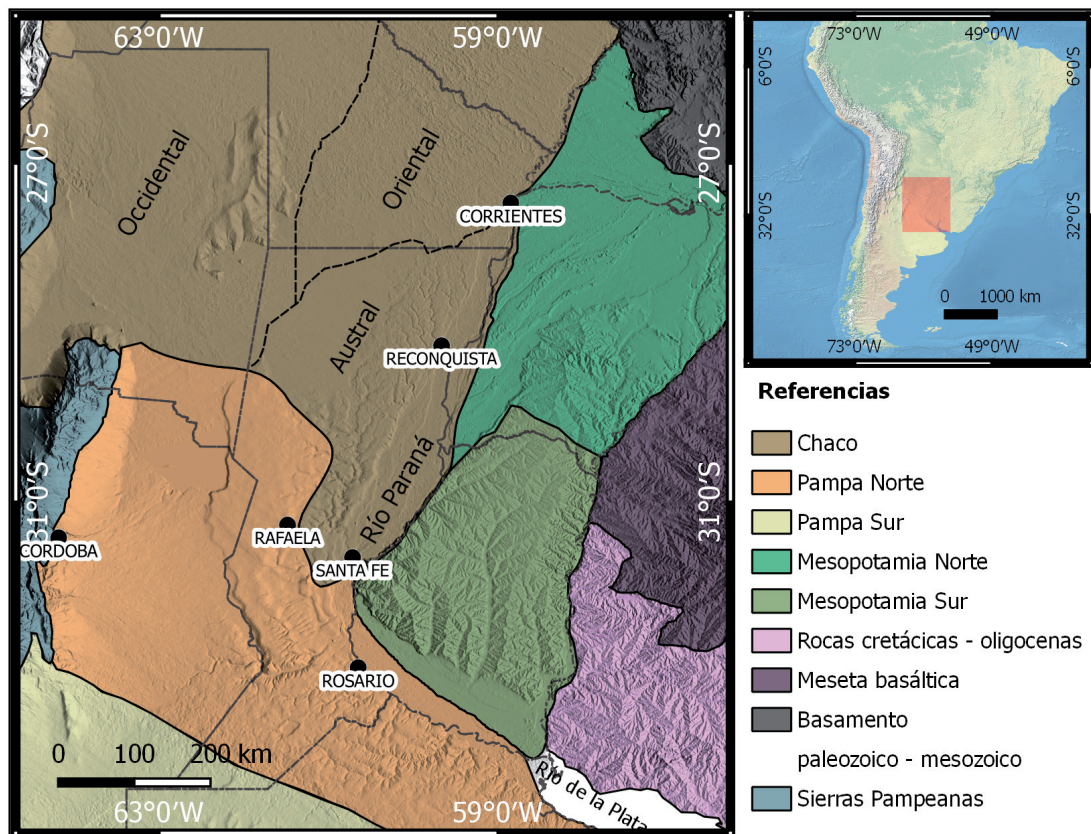 63°0′W 59°0′W
27°0′S 27°0′S
Occidental
Oriental
CORRIENTES
Austral
RECONQUISTA
Río Paraná
31°0′S 31°0′S
RAFAELA
CORDOBA
SANTA FE
ROSARIO
0 100 200 km
Río de la Plata
63°0′W 59°0′W
73°0′W 49°0′W
6°0′S 6°0′S
32°0′S 32°0′S
0 1000 km
73°0′W 49°0′W
Referencias
Chaco
Pampa Norte
Pampa Sur
Mesopotamia Norte
Mesopotamia Sur
Rocas cretácicas - oligocenas
Meseta basáltica
Basamento
paleozoico - mesozoico
Sierras Pampeanas